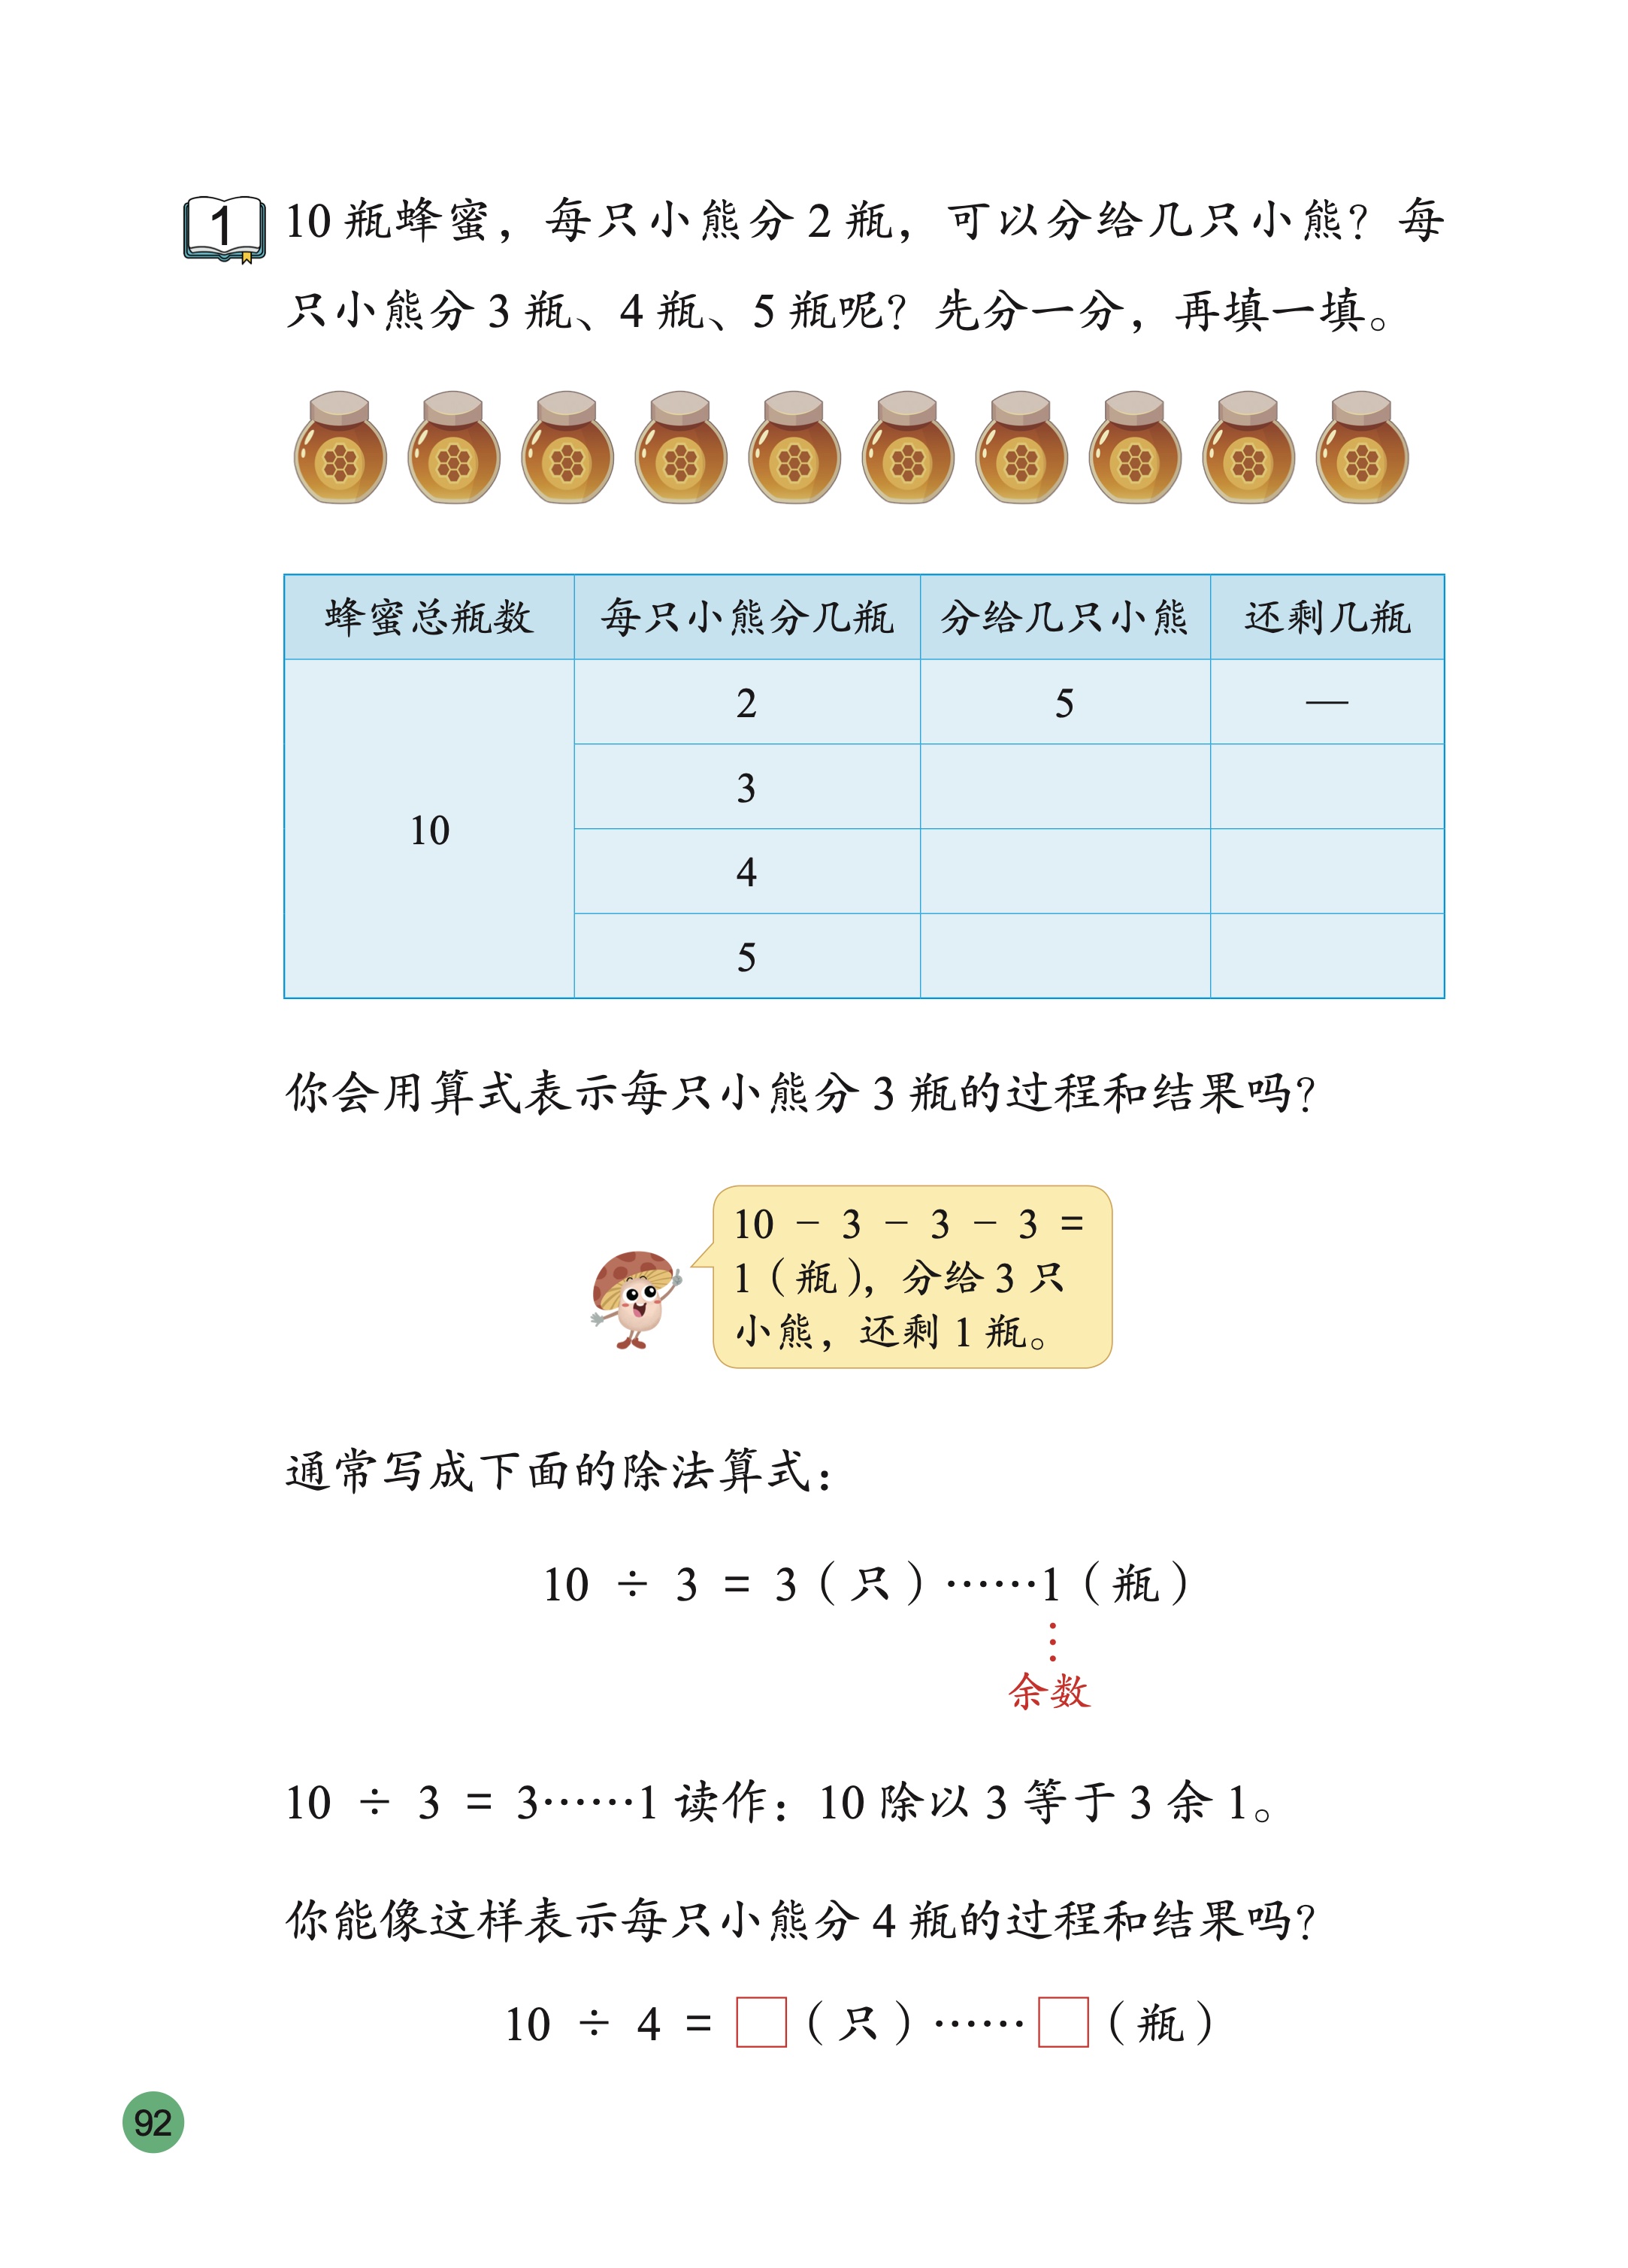 1
10 瓶蜂蜜，每只小熊分 2 瓶，可以分给几只小熊？每
只小熊分 3 瓶、4 瓶、5 瓶呢？先分一分，再填一填。
蜂蜜总瓶数 每只小熊分几瓶 分给几只小熊 还剩几瓶
2 5 —
3
10
4
5
你会用算式表示每只小熊分 3 瓶的过程和结果吗？
10 － 3 － 3 － 3 =
1（瓶），分给 3 只
小熊，还剩 1 瓶。
通常写成下面的除法算式：
10 ÷ 3 = 3（只）……1（瓶）
余数
10 ÷ 3 = 3……1 读作：10 除以 3 等于 3 余 1。
你能像这样表示每只小熊分 4 瓶的过程和结果吗？
10 ÷ 4 = □（只）……□（瓶）
92